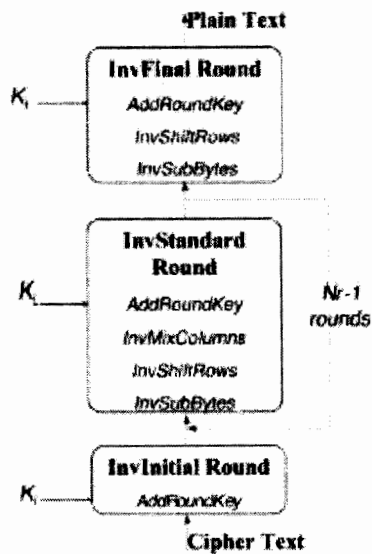 Plain Text
InvFinal Round
Ki
AddRoundKey
InvShiftRows
InvSubBytes
InvStandard
Round
Ki
AddRoundKey
InvMixColumns
InvShiftRows
InvSubBytes
Nr-1
rounds
InvInitial Round
Ki
AddRoundKey
Cipher Text